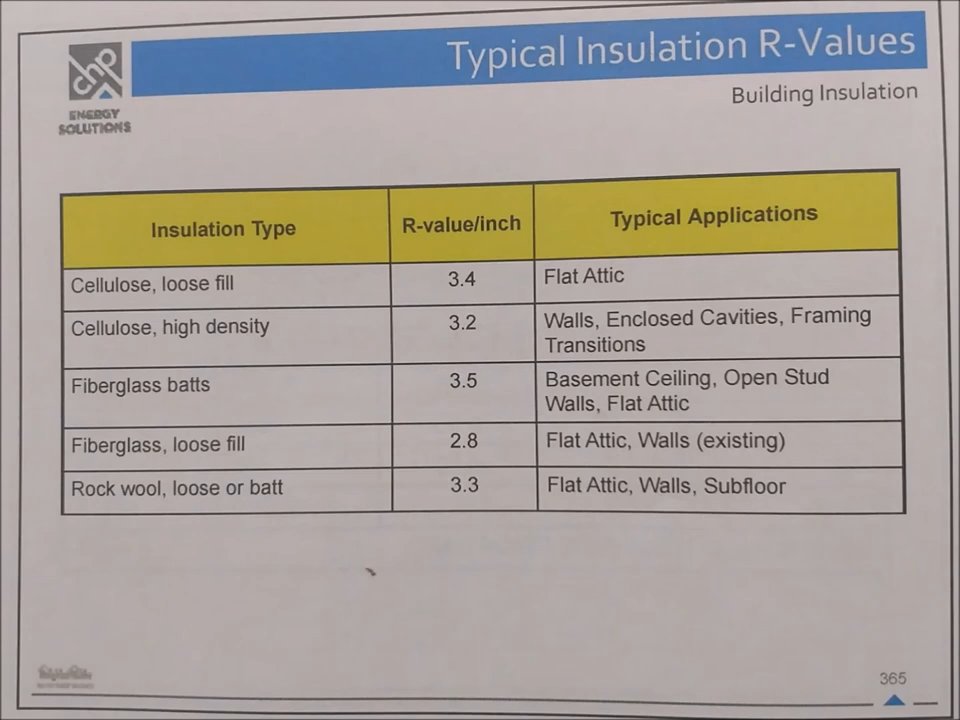 Typical Insulation R-Values
Building Insulation
chp
ENERGY
SOLUTIONS
Insulation Type R-value/inch Typical Applications
Cellulose, loose fill 3.4 Flat Attic
Cellulose, high density 3.2 Walls, Enclosed Cavities, Framing
Transitions
Fiberglass batts 3.5 Basement Ceiling, Open Stud
Walls, Flat Attic
Fiberglass, loose fill 2.8 Flat Attic, Walls (existing)
Rock wool, loose or batt 3.3 Flat Attic, Walls, Subfloor
365